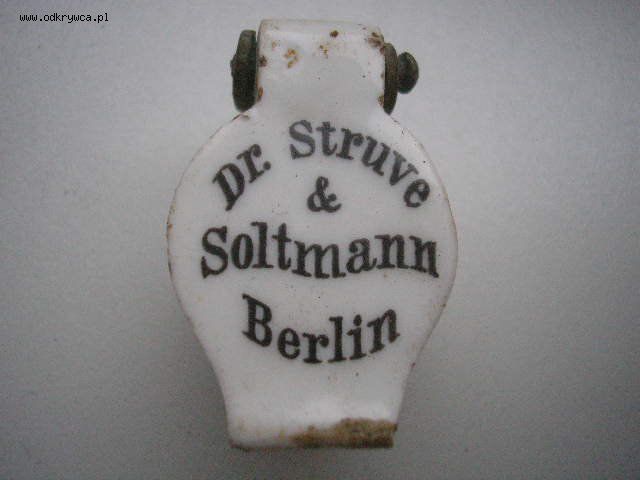 www.odkrywca.pl
Dr. Struve
&
Soltmann
Berlin